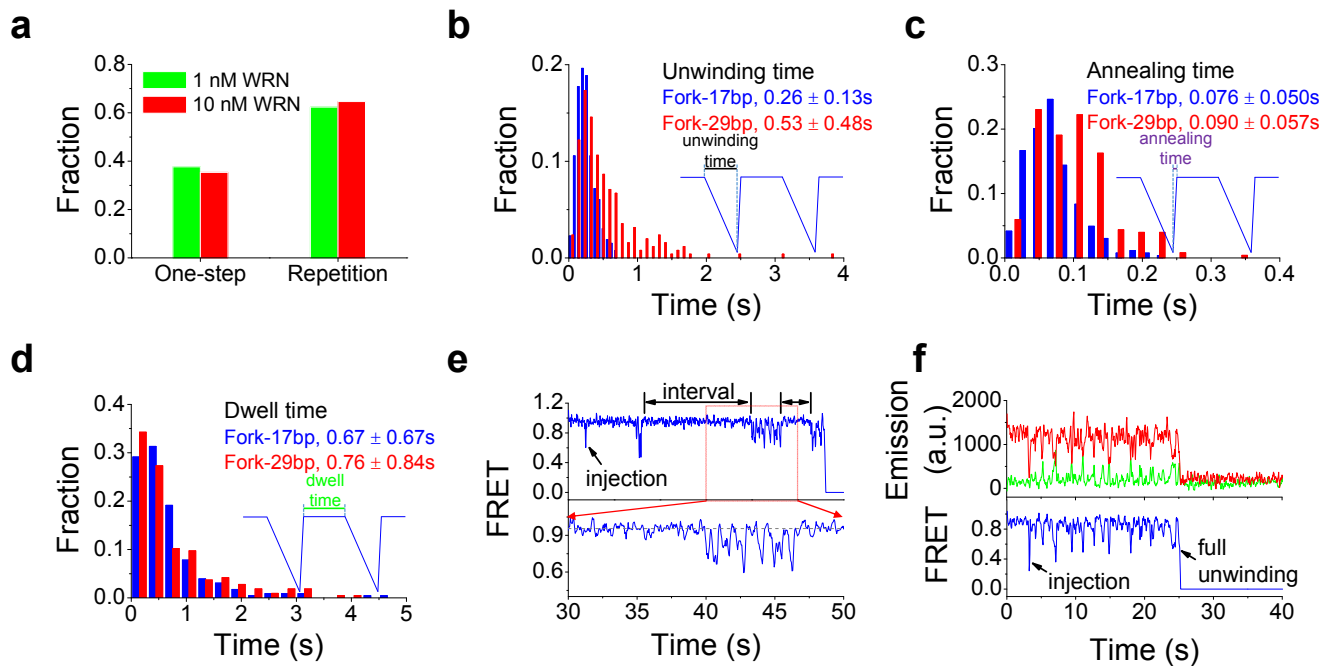 a
Fraction
0.8
0.6
0.4
0.2
0.0
1 nM WRN
10 nM WRN
One-step
Repetition
b
Fraction
0.2
0.1
0.0
Unwinding time
Fork-17bp, 0.26 ± 0.13s
Fork-29bp, 0.53 ± 0.48s
unwinding
time
0 1 2 3 4
Time (s)
c
Fraction
0.3
0.2
0.1
0.0
Annealing time
Fork-17bp, 0.076 ± 0.050s
Fork-29bp, 0.090 ± 0.057s
annealing
time
0.0 0.1 0.2 0.3 0.4
Time (s)
d
Fraction
0.4
0.3
0.2
0.1
0.0
Dwell time
Fork-17bp, 0.67 ± 0.67s
Fork-29bp, 0.76 ± 0.84s
dwell
time
0 1 2 3 4 5
Time (s)
e
FRET
1.2
0.8
0.4
0.0
interval
injection
0.9
0.6
30 35 40 45 50
Time (s)
f
Emission
(a.u.)
2000
1000
0
FRET
0.8
0.4
0.0
injection
full
unwinding
0 10 20 30 40
Time (s)